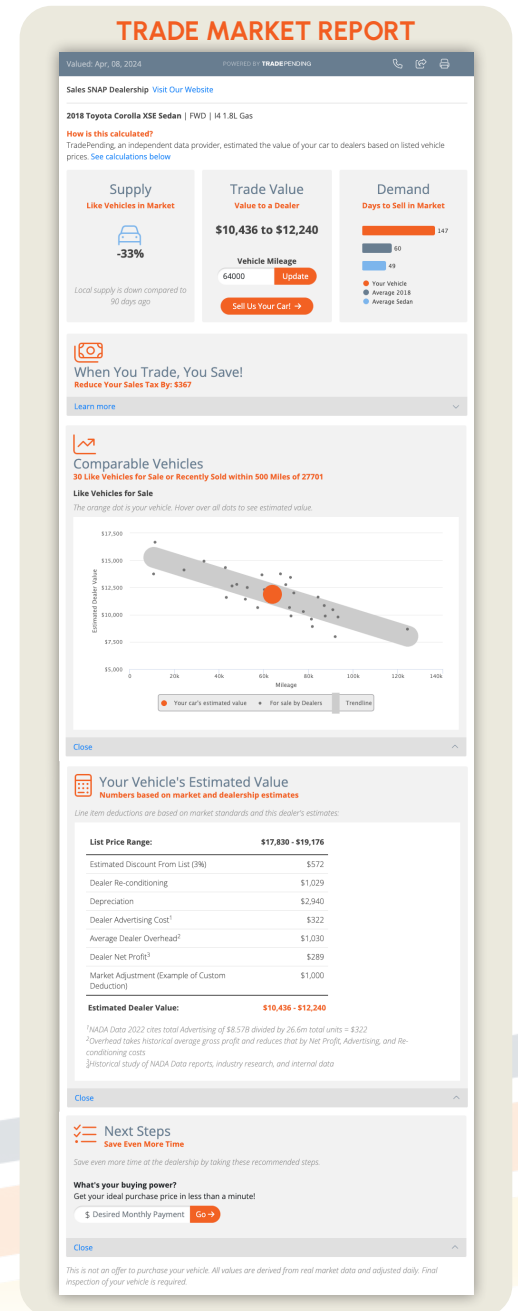 TRADE MARKET REPORT
Valued: Apr, 08, 2024
POWERED BY TRADEPENDING
Sales SNAP Dealership Visit Our Website
2018 Toyota Corolla XSE Sedan | FWD | I4 1.8L Gas
How is this calculated?
TradePending, an independent data provider, estimated the value of your car to dealers based on listed vehicle
prices. See calculations below
Supply
Like Vehicles in Market
-33%
Local supply is down compared to
90 days ago
Trade Value
Value to a Dealer
$10,436 to $12,240
Vehicle Mileage
64000
Update
Sell Us Your Car! →
Demand
Days to Sell in Market
147
60
49
Your Vehicle
Average 2018
Average Sedan
When You Trade, You Save!
Reduce Your Sales Tax By: $367
Learn more
Comparable Vehicles
30 Like Vehicles for Sale or Recently Sold within 500 Miles of 27701
Like Vehicles for Sale
The orange dot is your vehicle. Hover over all dots to see estimated value.
Estimated Dealer Value
$17,500
$15,000
$12,500
$10,000
$7,500
$5,000
0 20k 40k 60k 80k 100k 120k 140k
Mileage
Your car's estimated value For sale by Dealers Trendline
Close
Your Vehicle's Estimated Value
Numbers based on market and dealership estimates
Line item deductions are based on market standards and this dealer's estimates:
List Price Range: $17,830 - $19,176
Estimated Discount From List (3%) $572
Dealer Re-conditioning $1,029
Depreciation $2,940
Dealer Advertising Cost1 $322
Average Dealer Overhead2 $1,030
Dealer Net Profit3 $289
Market Adjustment (Example of Custom $1,000
Deduction)
Estimated Dealer Value: $10,436 - $12,240
1NADA Data 2022 cites total Advertising of $8.57B divided by 26.6m total units = $322
2Overhead takes historical average gross profit and reduces that by Net Profit, Advertising, and Re-
conditioning costs
3Historical study of NADA Data reports, industry research, and internal data
Close
Next Steps
Save Even More Time
Save even more time at the dealership by taking these recommended steps.
What's your buying power?
Get your ideal purchase price in less than a minute!
$ Desired Monthly Payment Go →
Close
This is not an offer to purchase your vehicle. All values are derived from real market data and adjusted daily. Final
inspection of your vehicle is required.